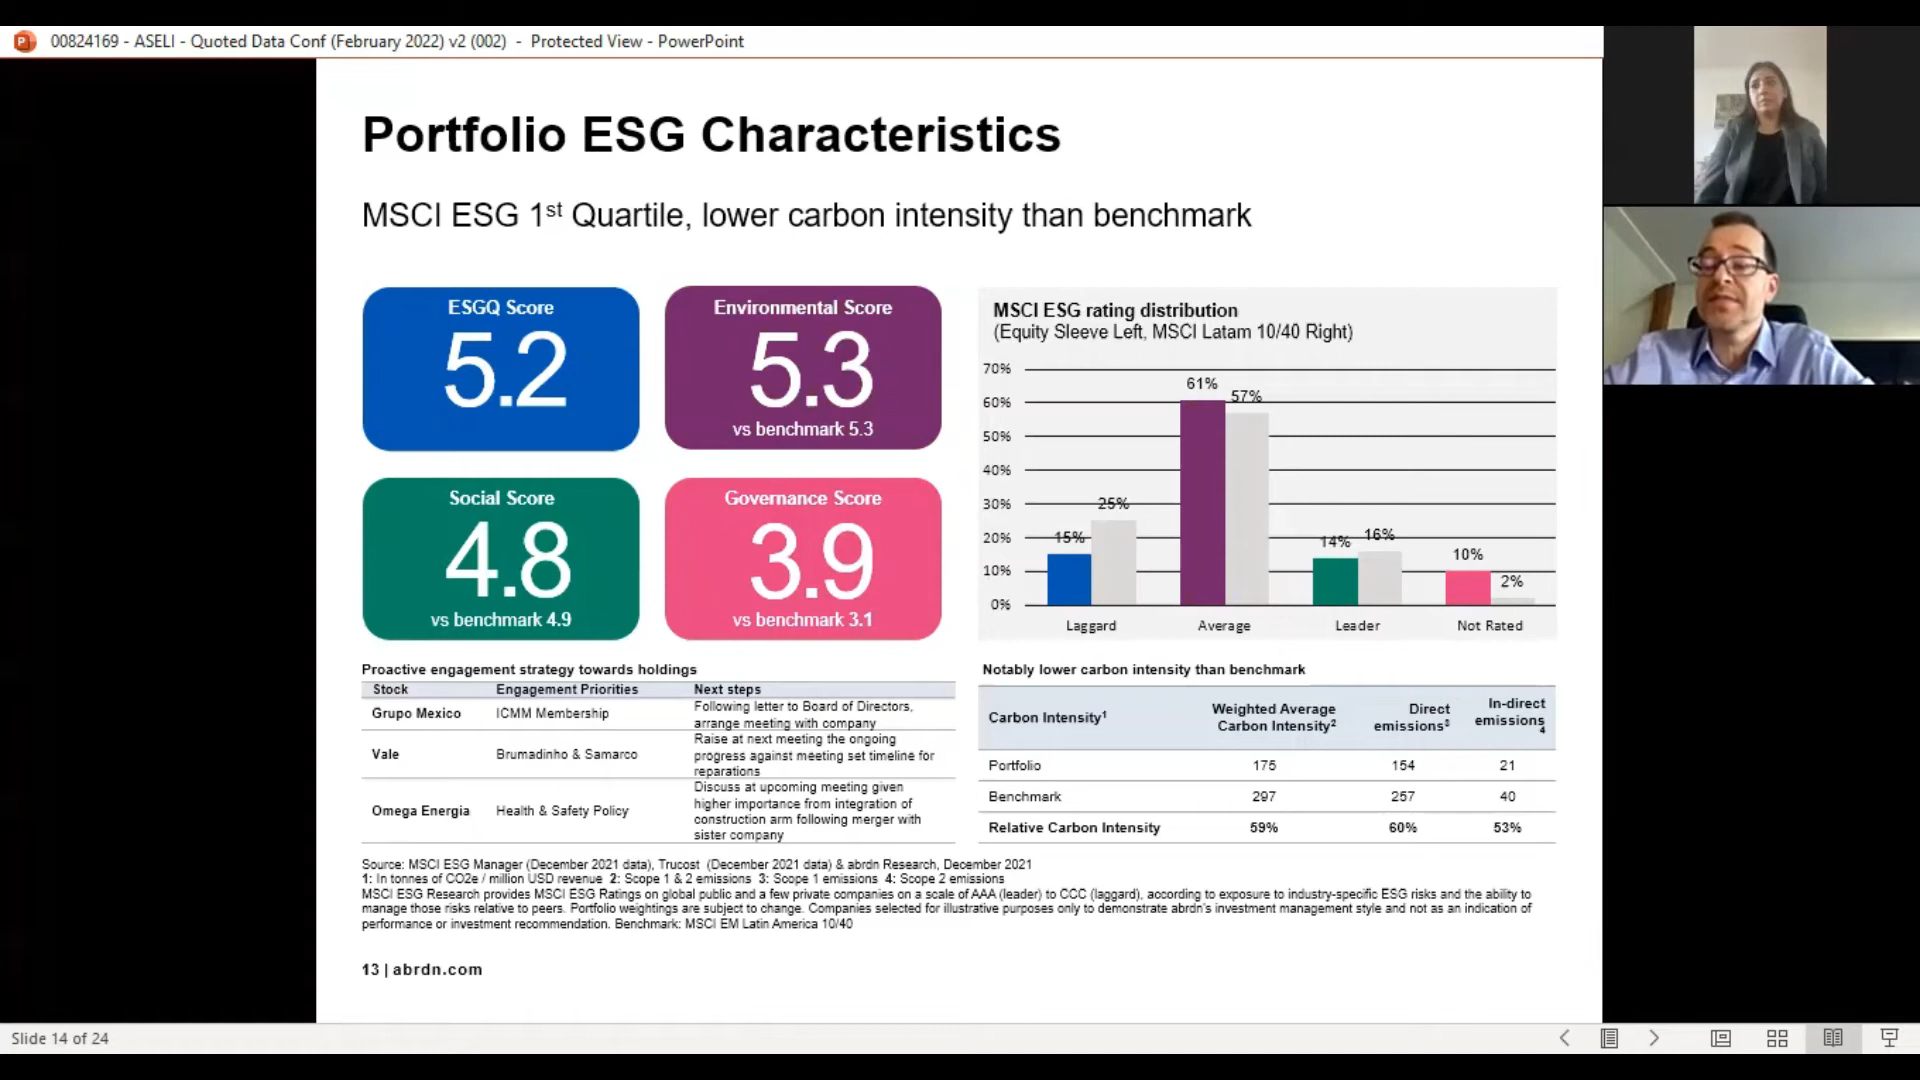 00824169 - ASELI - Quoted Data Conf (February 2022) v2 (002) - Protected View - PowerPoint
Portfolio ESG Characteristics
MSCI ESG 1st Quartile, lower carbon intensity than benchmark
ESGQ Score
5.2
Environmental Score
5.3
vs benchmark 5.3
Social Score
4.8
vs benchmark 4.9
Governance Score
3.9
vs benchmark 3.1
MSCI ESG rating distribution
(Equity Sleeve Left, MSCI Latam 10/40 Right)
70%
60%
50%
40%
30%
20%
10%
0%
15%
25%
61%
57%
14%
16%
10%
2%
Laggard
Average
Leader
Not Rated
Proactive engagement strategy towards holdings
Stock Engagement Priorities Next steps
Grupo Mexico ICMM Membership Following letter to Board of Directors,
arrange meeting with company
Vale Brumadinho & Samarco Raise at next meeting the ongoing
progress against meeting set timeline for
reparations
Omega Energia Health & Safety Policy Discuss at upcoming meeting given
higher importance from integration of
construction arm following merger with
sister company
Notably lower carbon intensity than benchmark
Carbon Intensity1 Weighted Average Carbon Intensity2 Direct emissions3 In-direct emissions 4
Portfolio 175 154 21
Benchmark 297 257 40
Relative Carbon Intensity 59% 60% 53%
Source: MSCI ESG Manager (December 2021 data), Trucost (December 2021 data) & abrdn Research, December 2021
1: In tonnes of CO2e / million USD revenue 2: Scope 1 & 2 emissions 3: Scope 1 emissions 4: Scope 2 emissions
MSCI ESG Research provides MSCI ESG Ratings on global public and a few private companies on a scale of AAA (leader) to CCC (laggard), according to exposure to industry-specific ESG risks and the ability to
manage those risks relative to peers. Portfolio weightings are subject to change. Companies selected for illustrative purposes only to demonstrate abrdn's investment management style and not as an indication of
performance or investment recommendation. Benchmark: MSCI EM Latin America 10/40
13 | abrdn.com
Slide 14 of 24